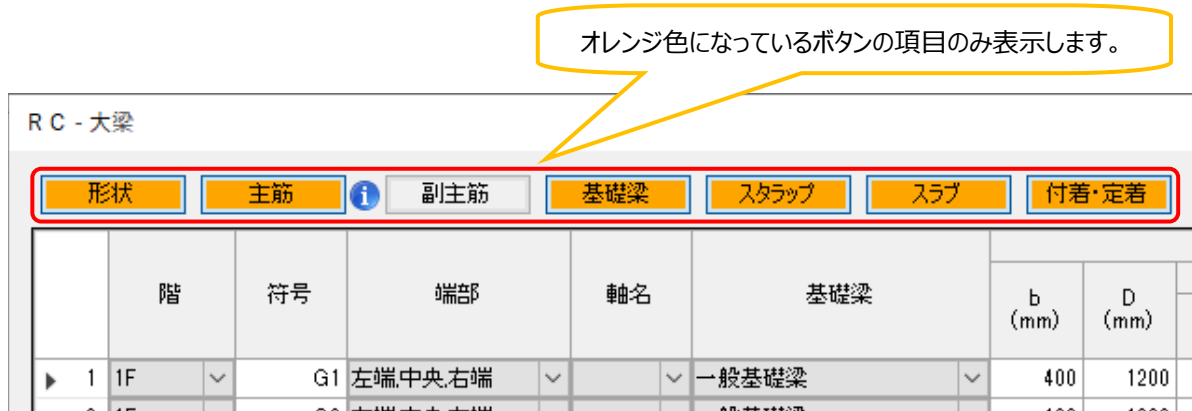 オレンジ色になっているボタンの項目のみ表示します。
RC - 大梁
形状 主筋 i 副主筋 基礎梁 スタラップ スラブ 付着・定着
階 符号 端部 軸名 基礎梁 b (mm) D (mm)
1 1F G1 左端,中央,右端 一般基礎梁 400 1200